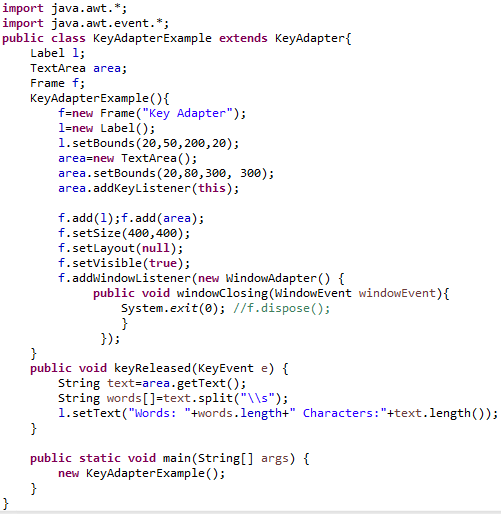 import java.awt.*;
import java.awt.event.*;
public class KeyAdapterExample extends KeyAdapter{
    Label l;
    TextArea area;
    Frame f;
    KeyAdapterExample(){
        f=new Frame("Key Adapter");
        l=new Label();
        l.setBounds(20,50,200,20);
        area=new TextArea();
        area.setBounds(20,80,300, 300);
        area.addKeyListener(this);

        f.add(l);f.add(area);
        f.setSize(400,400);
        f.setLayout(null);
        f.setVisible(true);
        f.addWindowListener(new WindowAdapter() {
             public void windowClosing(WindowEvent windowEvent){
                 System.exit(0); //f.dispose();
                 }
              });
    }
    public void keyReleased(KeyEvent e) {
        String text=area.getText();
        String words[]=text.split("\\s");
        l.setText("Words: "+words.length+" Characters:"+text.length());
    }

    public static void main(String[] args) {
        new KeyAdapterExample();
    }
}